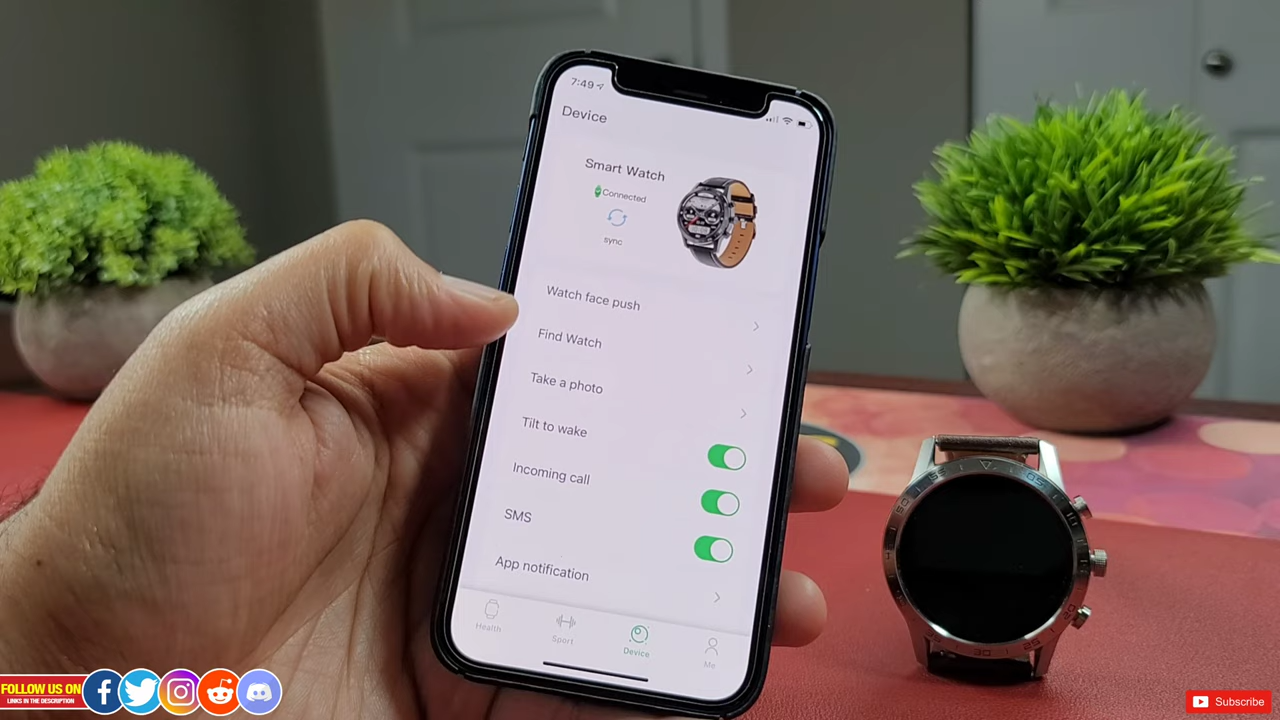 7:49
Device
Smart Watch
Connected
sync
Watch face push
Find Watch
Take a photo
Tilt to wake
Incoming call
SMS
App notification
Health
Sport
Device
Me
FOLLOW US ON
LINKS IN THE DESCRIPTION
Subscribe